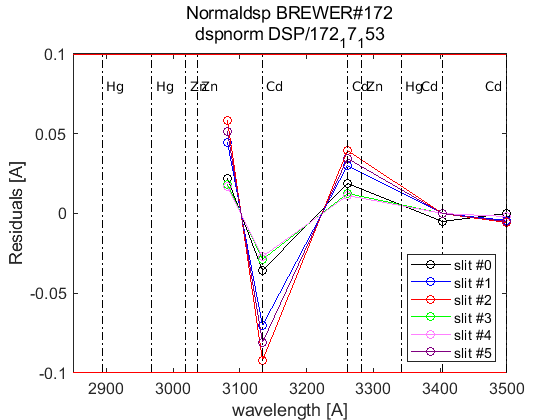 Normaldsp BREWER#172
dspnorm DSP/172₁7₁53
0.1
0.05
0
-0.05
-0.1
Residuals [A]
Hg
Hg
Zn
Zn
Cd
Cd
Zn
Hg
Cd
Cd
slit #0
slit #1
slit #2
slit #3
slit #4
slit #5
2900
3000
3100
3200
3300
3400
3500
wavelength [A]